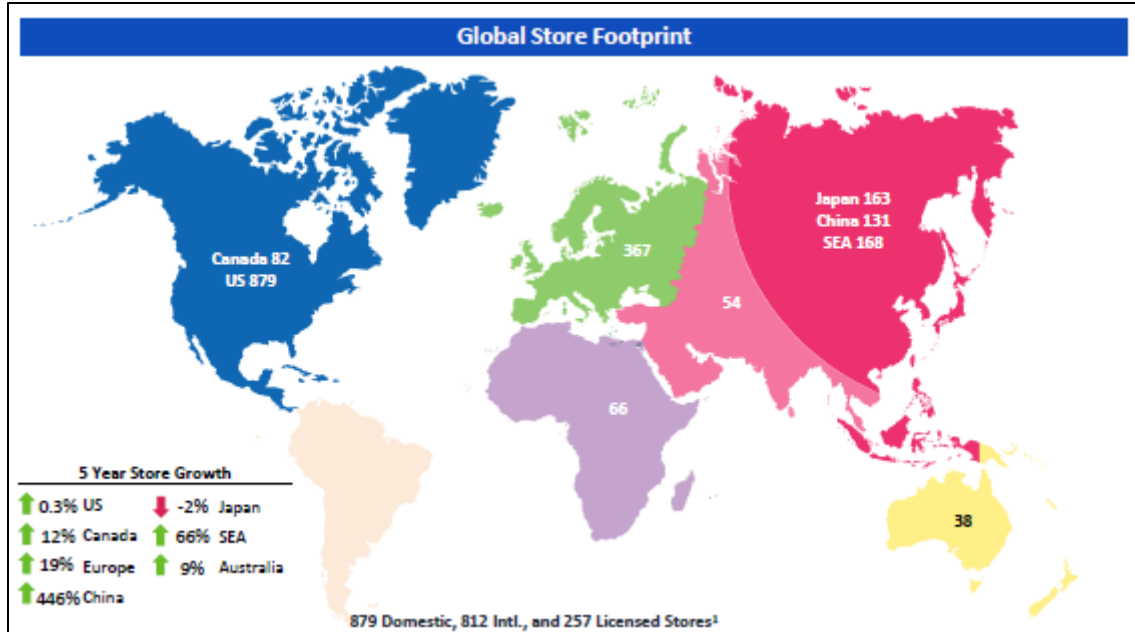 Global Store Footprint
Canada 82
US 879
367
Japan 163
China 131
SEA 168
54
66
38
5 Year Store Growth
0.3% US -2% Japan
12% Canada 66% SEA
19% Europe 9% Australia
446% China
879 Domestic, 812 Intl., and 257 Licensed Stores¹